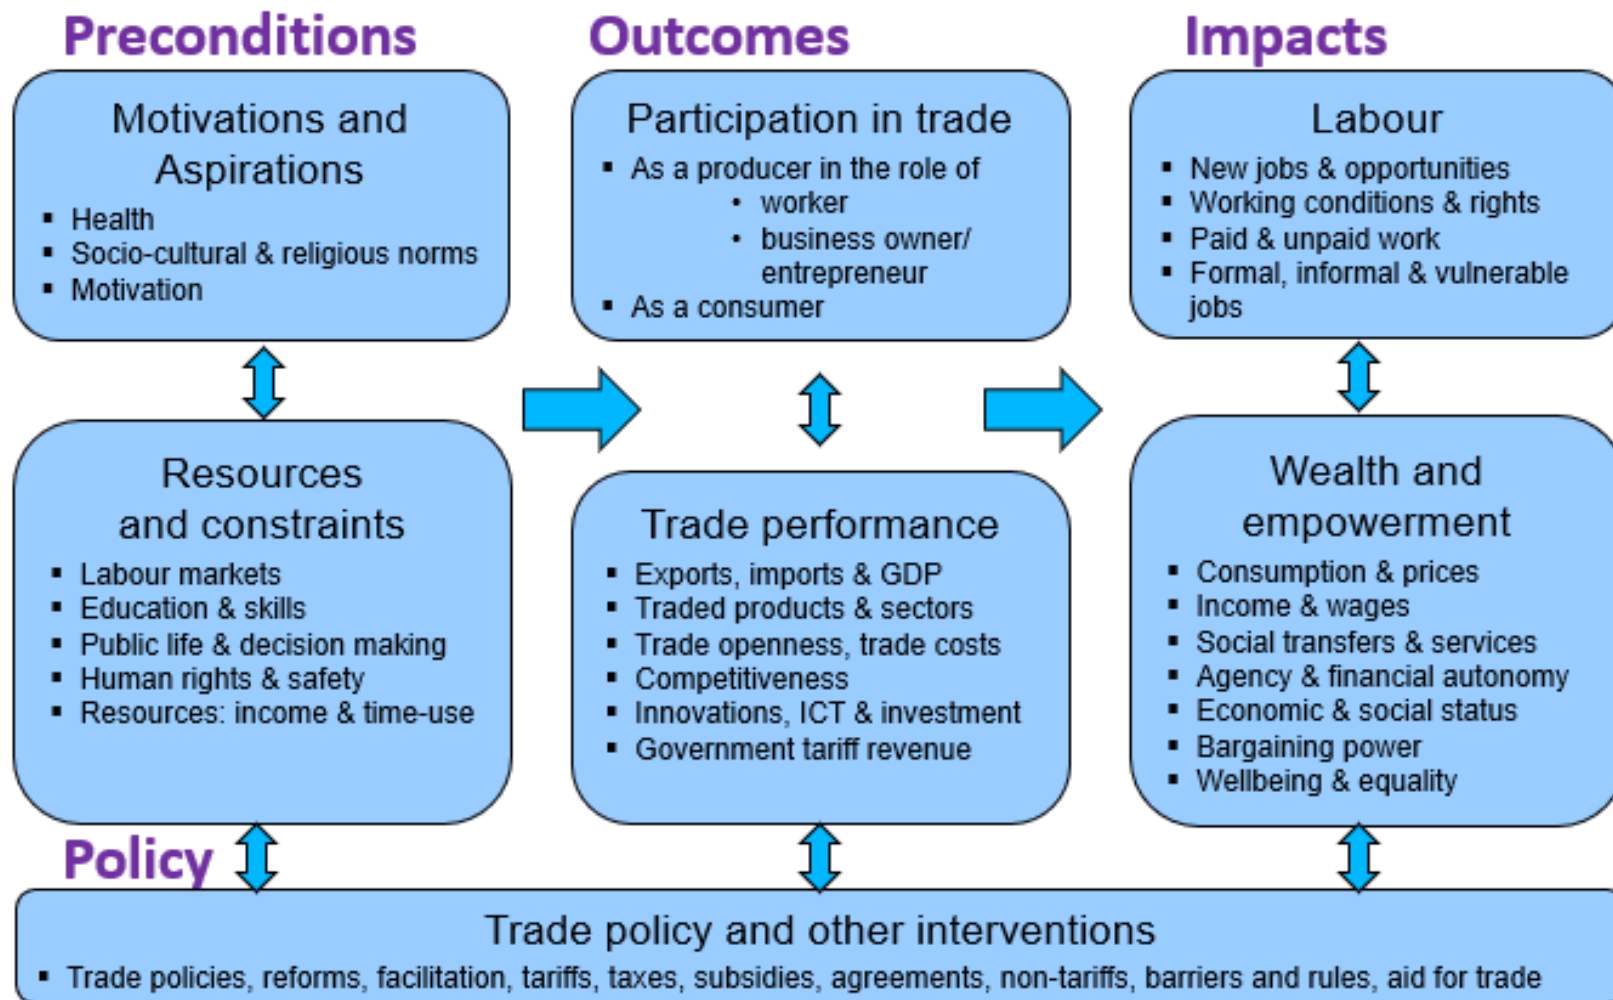 Preconditions
Motivations and
Aspirations
▪ Health
▪ Socio-cultural & religious norms
▪ Motivation
Resources
and constraints
▪ Labour markets
▪ Education & skills
▪ Public life & decision making
▪ Human rights & safety
▪ Resources: income & time-use
Outcomes
Participation in trade
▪ As a producer in the role of
• worker
• business owner/
entrepreneur
▪ As a consumer
Trade performance
▪ Exports, imports & GDP
▪ Traded products & sectors
▪ Trade openness, trade costs
▪ Competitiveness
▪ Innovations, ICT & investment
▪ Government tariff revenue
Impacts
Labour
▪ New jobs & opportunities
▪ Working conditions & rights
▪ Paid & unpaid work
▪ Formal, informal & vulnerable
jobs
Wealth and
empowerment
▪ Consumption & prices
▪ Income & wages
▪ Social transfers & services
▪ Agency & financial autonomy
▪ Economic & social status
▪ Bargaining power
▪ Wellbeing & equality
Policy
Trade policy and other interventions
▪ Trade policies, reforms, facilitation, tariffs, taxes, subsidies, agreements, non-tariffs, barriers and rules, aid for trade